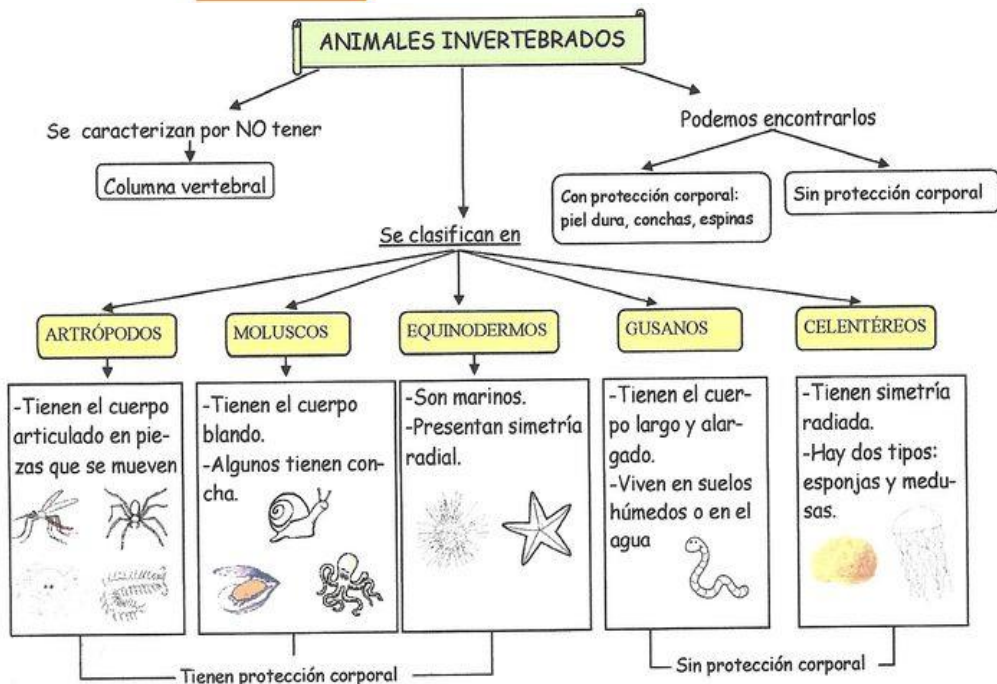 ANIMALES INVERTEBRADOS
Se caracterizan por NO tener
Columna vertebral
Podemos encontrarlos
Con protección corporal:
piel dura, conchas, espinas
Sin protección corporal
Se clasifican en
ARTRÓPODOS
MOLUSCOS
EQUINODERMOS
GUSANOS
CELENTÉREOS
-Tienen el cuerpo
articulado en pie-
zas que se mueven
-Tienen el cuerpo
blando.
-Algunos tienen con-
cha.
-Son marinos.
-Presentan simetría
radial.
-Tienen el cuer-
po largo y alar-
gado.
-Viven en suelos
húmedos o en el
agua
-Tienen simetría
radiada.
-Hay dos tipos:
esponjas y medu-
sas.
Tienen protección corporal
Sin protección corporal